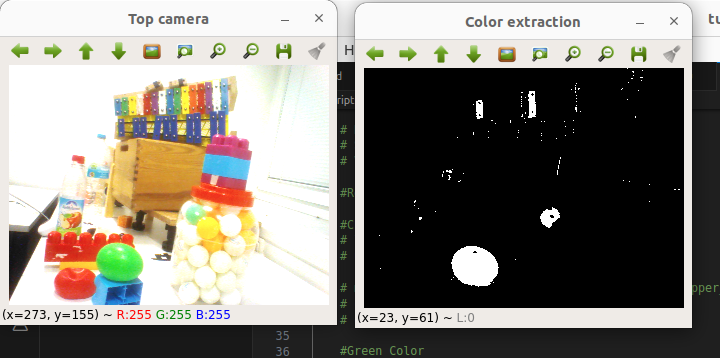 Top camera
Color extraction
tu
H
d
ript
#
#
#
#R
#C
#
#
#
#
#
pper
#
(x=273, y=155) ~ R:255 G:255 B:255
(x=23, y=61) ~ L:0
35
36
#Green Color